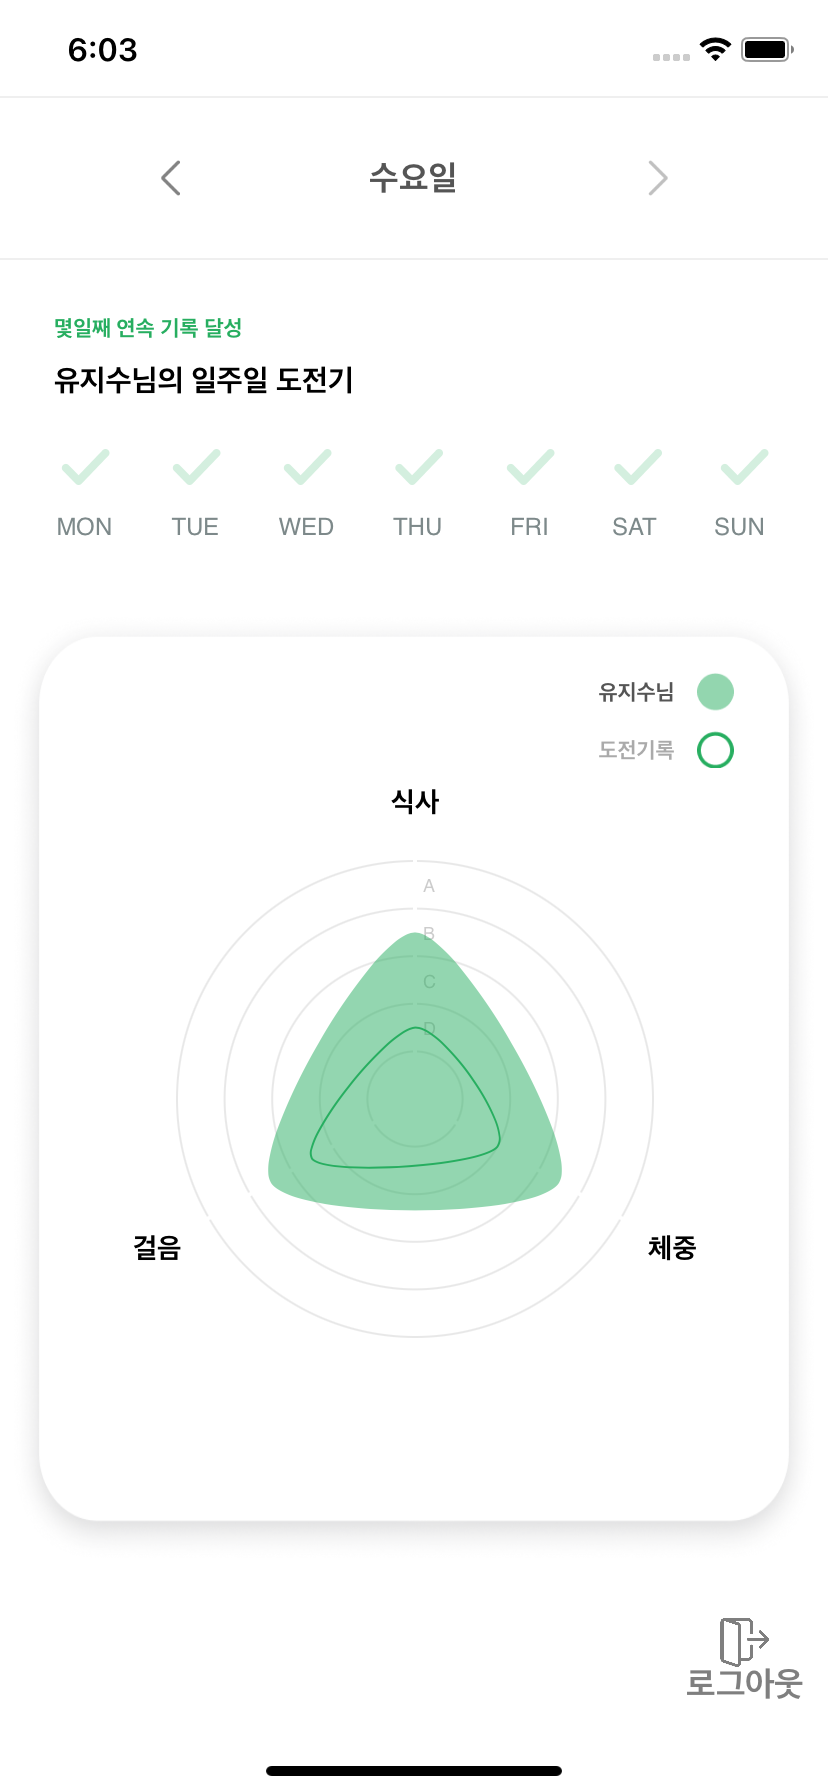 6:03
수요일
몇일째 연속 기록 달성
유지수님의 일주일 도전기
MON TUE WED THU FRI SAT SUN
유지수님
도전기록
식사
A
B
C
D
걸음 체중
로그아웃